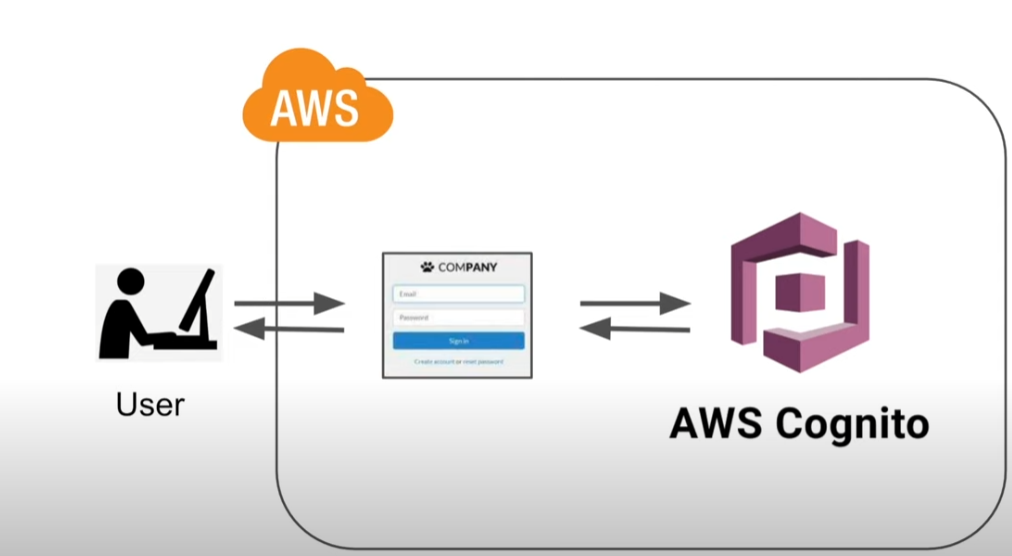 AWS
COMPANY
Email
Password
Sign in
Create account or reset password
User
AWS Cognito